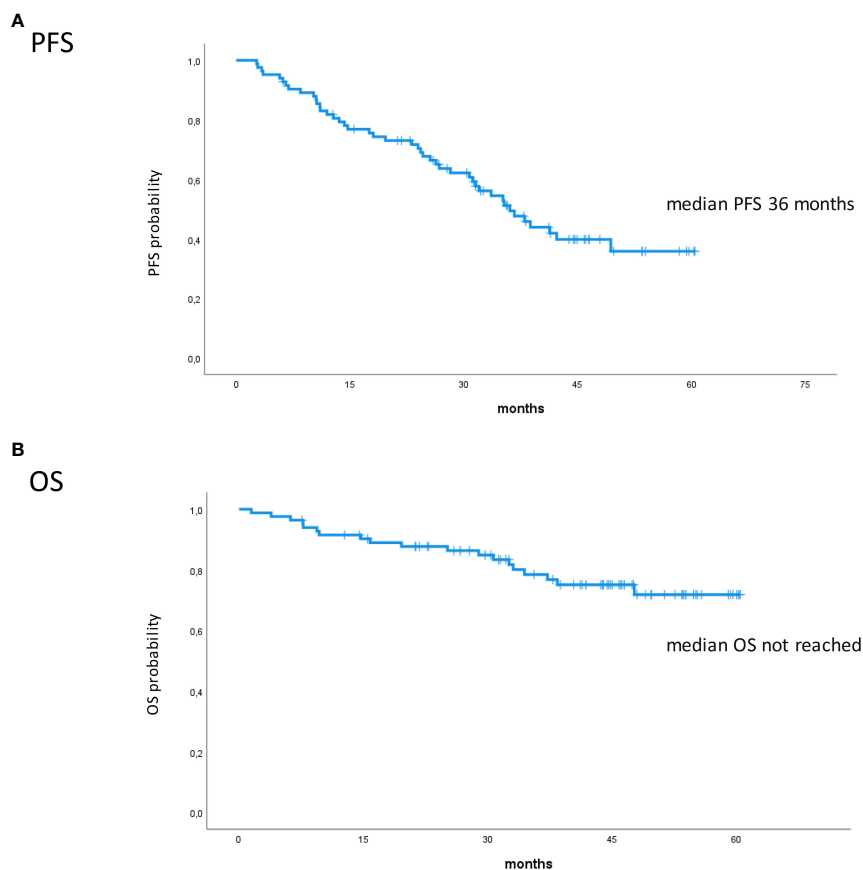 A
PFS
1,0
0,8
0,6
0,4
0,2
0,0
PFS probability
median PFS 36 months
0 15 30 45 60 75
months
B
OS
1,0
0,8
0,6
0,4
0,2
0,0
OS probability
median OS not reached
0 15 30 45 60
months